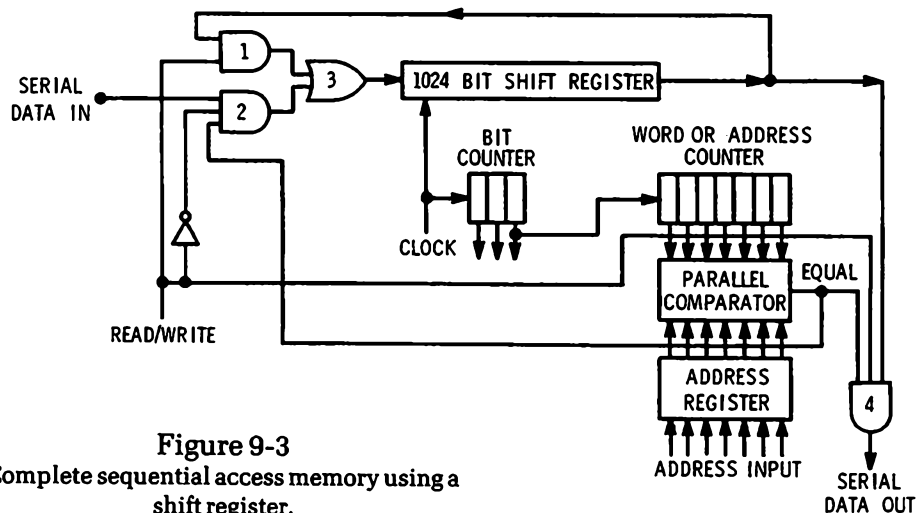 1
SERIAL
DATA IN
2
3
1024 BIT SHIFT REGISTER
BIT
COUNTER
WORD OR ADDRESS
COUNTER
CLOCK
PARALLEL
COMPARATOR
EQUAL
READ/WRITE
ADDRESS
REGISTER
4
ADDRESS INPUT
SERIAL
DATA OUT
Figure 9-3
Complete sequential access memory using a
shift register.